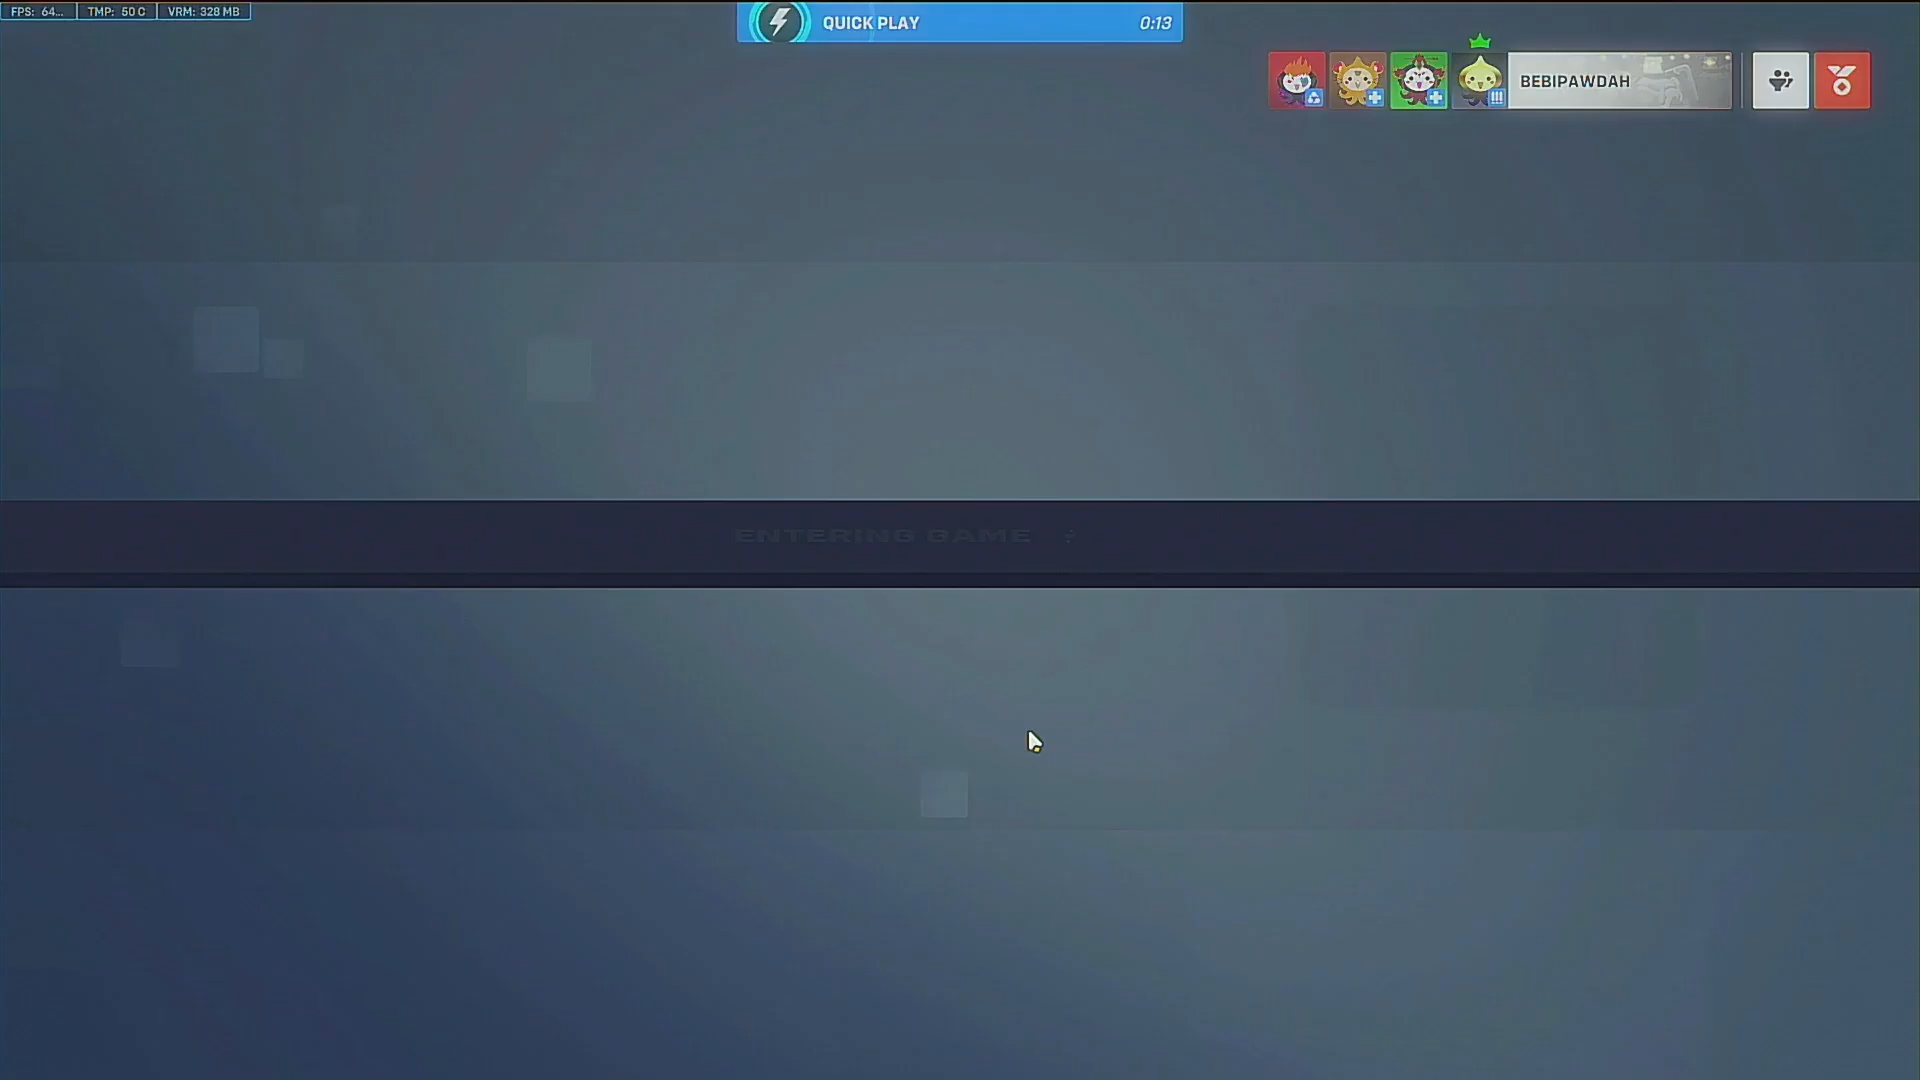 FPS: 64... TMP: 50 C VRM: 328 MB
QUICK PLAY 0:13
BEBIPAWDAH
ENTERING GAME